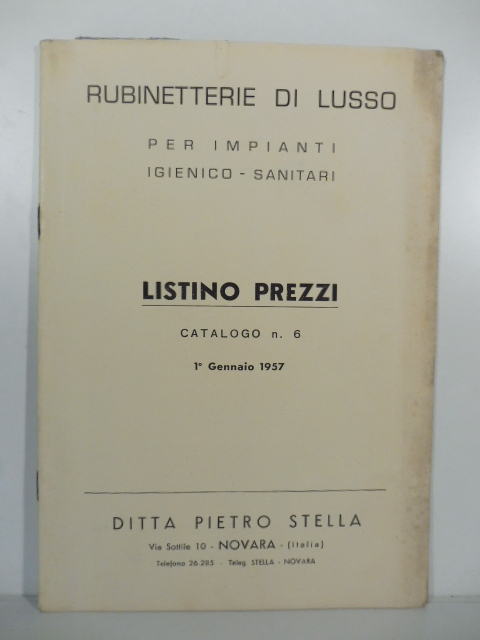 RUBINETTERIE DI LUSSO
PER IMPIANTI
IGIENICO - SANITARI
LISTINO PREZZI
CATALOGO n. 6
1° Gennaio 1957
DITTA PIETRO STELLA
Via Sottile 10 - NOVARA - (Italia)
Telefono 26-285 - Teleg. STELLA - NOVARA